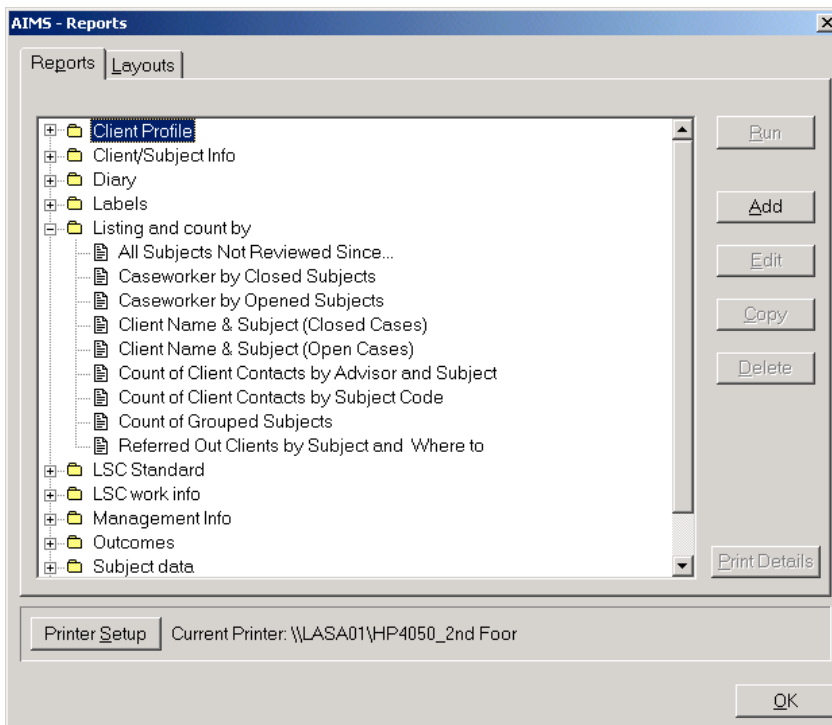 AIMS - Reports
Reports Layouts
Client Profile
Run
Client/Subject Info
Diary
Labels
Add
Listing and count by
All Subjects Not Reviewed Since...
Edit
Caseworker by Closed Subjects
Caseworker by Opened Subjects
Copy
Client Name & Subject (Closed Cases)
Client Name & Subject (Open Cases)
Count of Client Contacts by Advisor and Subject
Delete
Count of Client Contacts by Subject Code
Count of Grouped Subjects
Referred Out Clients by Subject and Where to
LSC Standard
LSC work info
Management Info
Outcomes
Subject data
Print Details
Printer Setup Current Printer: \\LASA01\HP4050_2nd Foor
OK